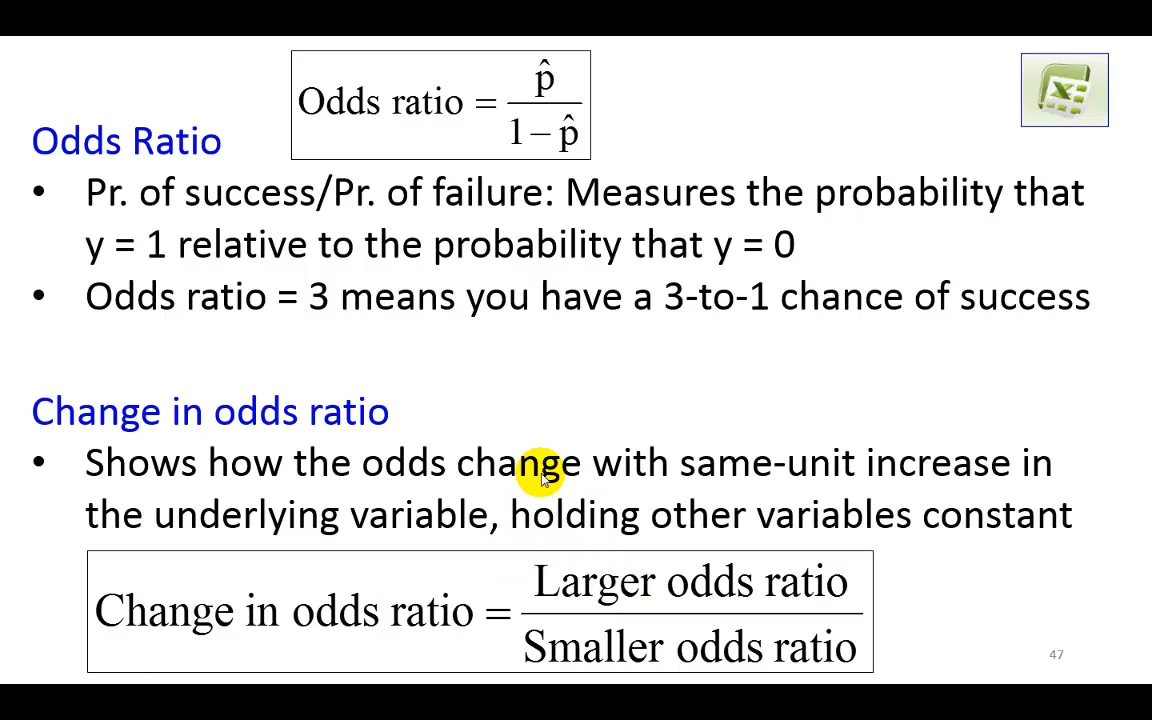 Odds ratio = p̂ / 1 − p̂
Odds Ratio
• Pr. of success/Pr. of failure: Measures the probability that
y = 1 relative to the probability that y = 0
• Odds ratio = 3 means you have a 3-to-1 chance of success
Change in odds ratio
• Shows how the odds change with same-unit increase in
the underlying variable, holding other variables constant
Change in odds ratio = Larger odds ratio / Smaller odds ratio
47